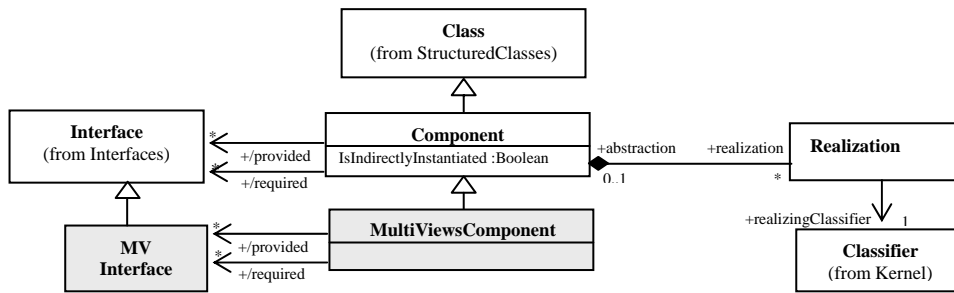 Class
(from StructuredClasses)
Interface
(from Interfaces)
*
+/provided
*
+/required
Component
IsIndirectlyInstantiated :Boolean
+abstraction
0..1
+realization
*
Realization
+realizingClassifier
1
Classifier
(from Kernel)
MV
Interface
*
+/provided
*
+/required
MultiViewsComponent